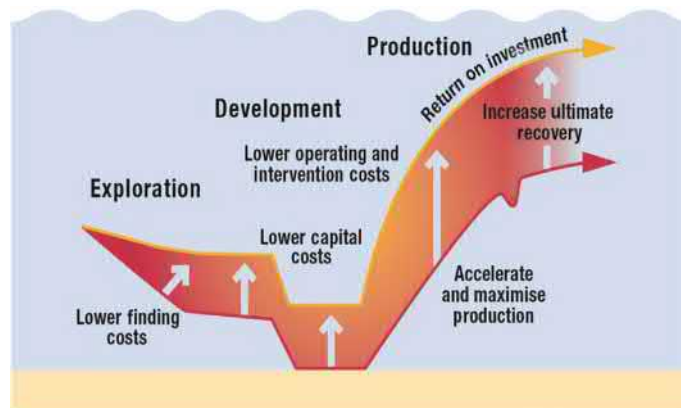 Production
Return on investment
Development
Increase ultimate
recovery
Lower operating and
intervention costs
Exploration
Lower capital
costs
Accelerate
and maximise
production
Lower finding
costs